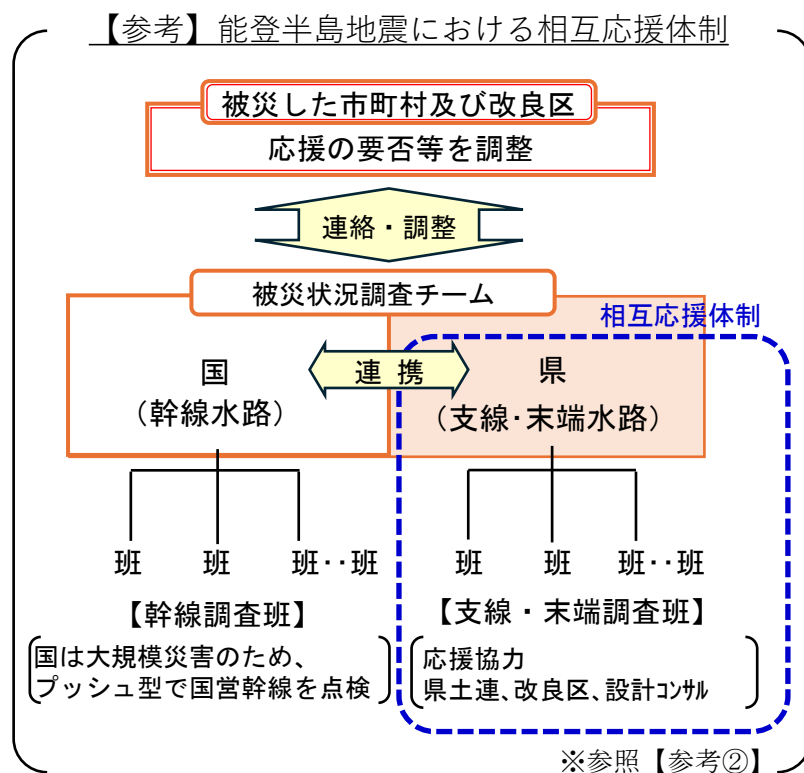 【参考】能登半島地震における相互応援体制
被災した市町村及び改良区
応援の要否等を調整
連絡・調整
被災状況調査チーム
相互応援体制
国
(幹線水路)
連 携
県
(支線･末端水路)
班 班 班‥班
【幹線調査班】
国は大規模災害のため、
プッシュ型で国営幹線を点検
班 班 班‥班
【支線・末端調査班】
応援協力
県土連、改良区、設計ｺﾝｻﾙ
※参照【参考②】